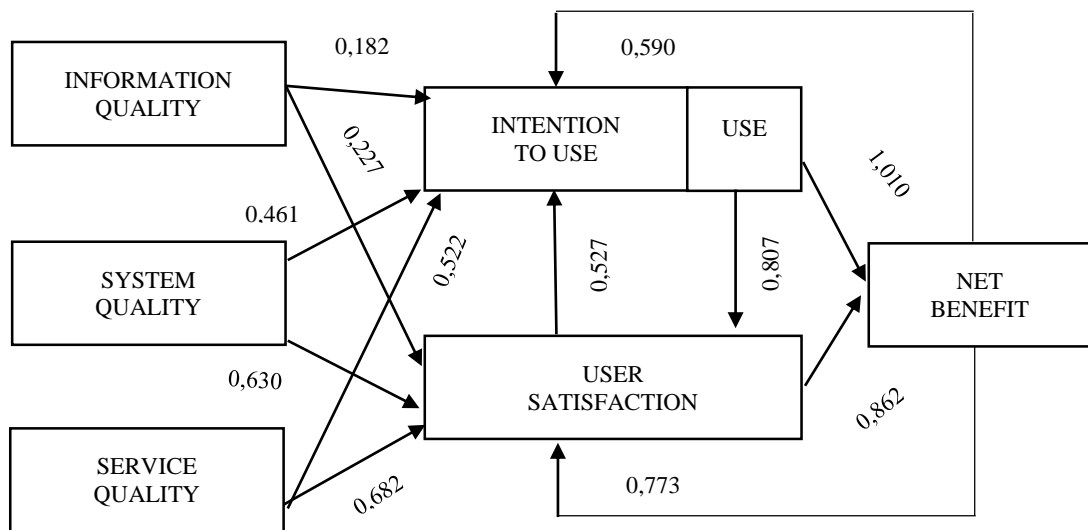 0,182
0,590
INFORMATION
QUALITY
INTENTION
TO USE
USE
0,227
1,010
0,461
0,522
0,527
0,807
SYSTEM
QUALITY
NET
BENEFIT
0,630
USER
SATISFACTION
0,862
SERVICE
QUALITY
0,682
0,773